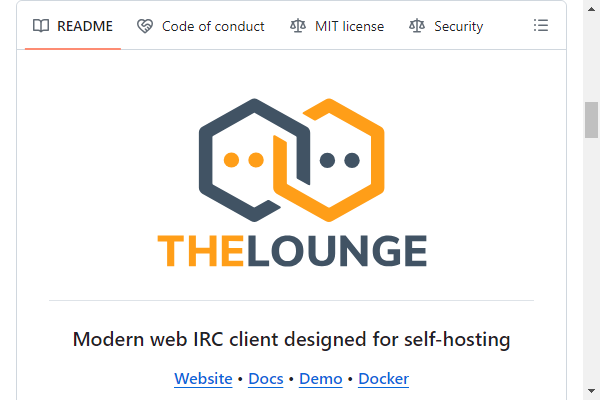 README Code of conduct MIT license Security
THELOUNGE
Modern web IRC client designed for self-hosting
Website • Docs • Demo • Docker